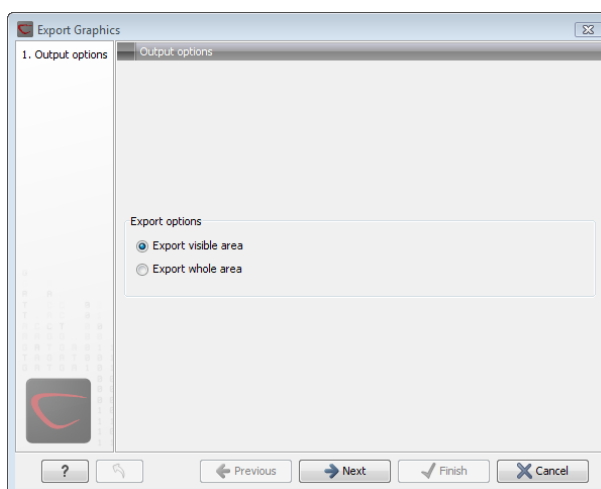 Export Graphics
1. Output options
Output options
Export options
Export visible area
Export whole area
?
Previous
Next
Finish
Cancel